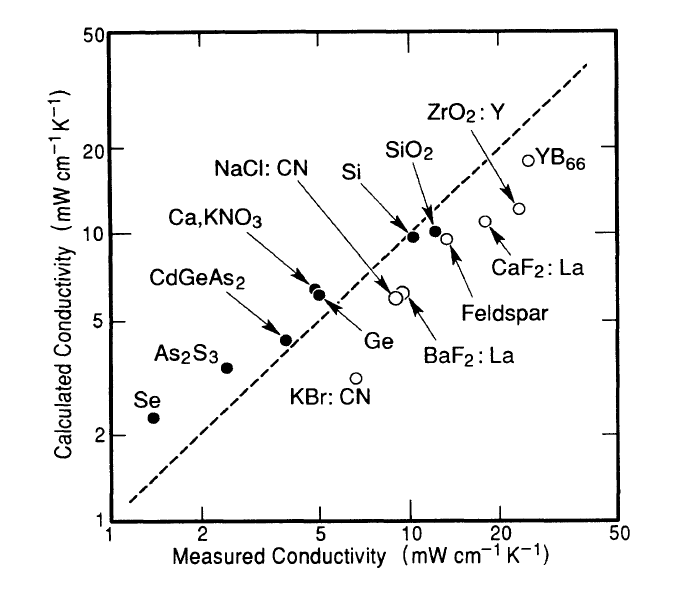 50
20
10
5
2
1
Calculated Conductivity (mW cm⁻¹ K⁻¹)
ZrO₂: Y
SiO₂
YB₆₆
NaCl: CN
Si
Ca,KNO₃
CaF₂: La
CdGeAs₂
Feldspar
Ge
As₂S₃
BaF₂: La
KBr: CN
Se
1 2 5 10 20 50
Measured Conductivity (mW cm⁻¹ K⁻¹)